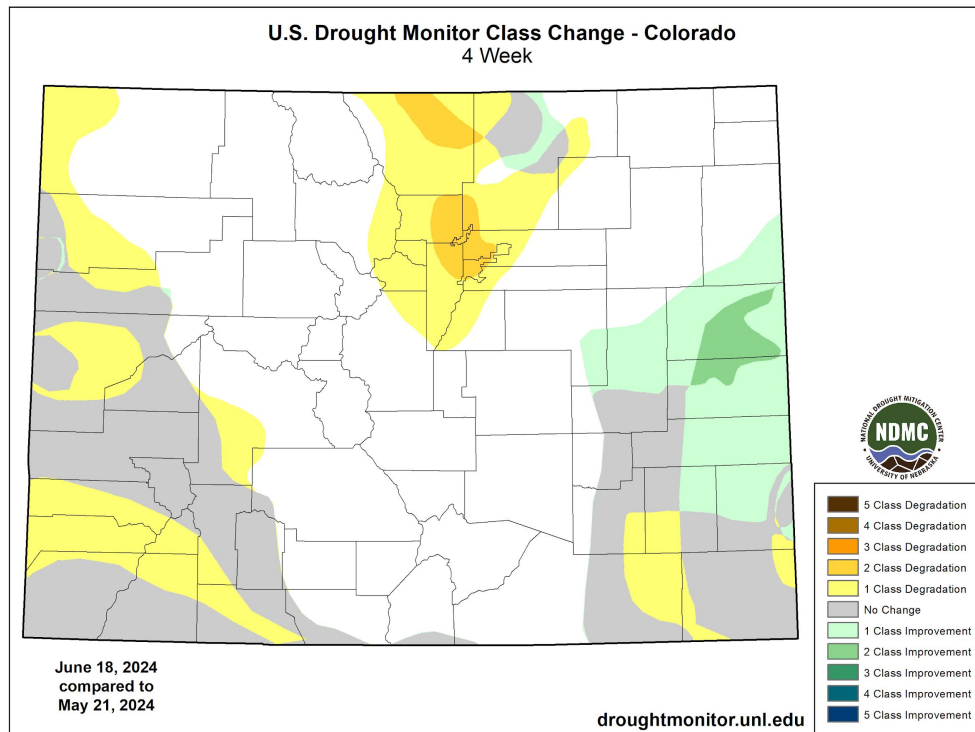 U.S. Drought Monitor Class Change - Colorado
4 Week
NATIONAL DROUGHT MITIGATION CENTER
NDMC
UNIVERSITY OF NEBRASKA
5 Class Degradation
4 Class Degradation
3 Class Degradation
2 Class Degradation
1 Class Degradation
No Change
1 Class Improvement
2 Class Improvement
3 Class Improvement
4 Class Improvement
5 Class Improvement
June 18, 2024
compared to
May 21, 2024
droughtmonitor.unl.edu